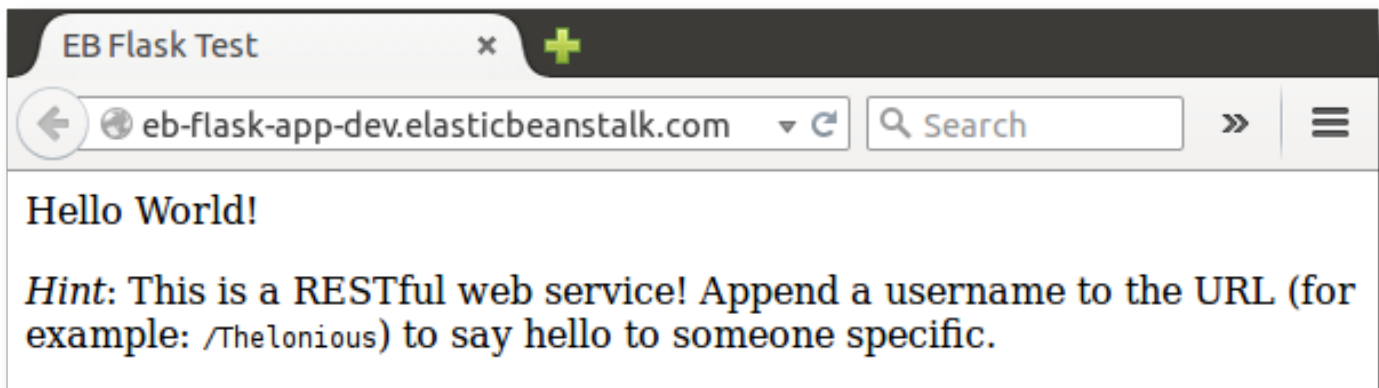 EB Flask Test
eb-flask-app-dev.elasticbeanstalk.com Search
Hello World!
Hint: This is a RESTful web service! Append a username to the URL (for
example: /Thelonious) to say hello to someone specific.